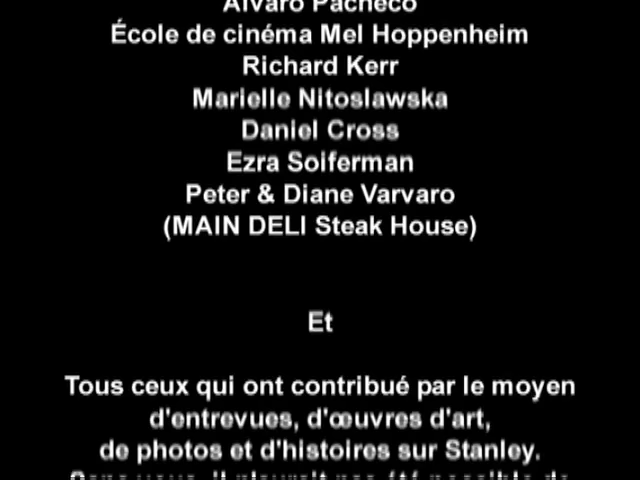 Alvaro Pacheco
École de cinéma Mel Hoppenheim
Richard Kerr
Marielle Nitoslawska
Daniel Cross
Ezra Soiferman
Peter & Diane Varvaro
(MAIN DELI Steak House)
Et
Tous ceux qui ont contribué par le moyen
d'entrevues, d'œuvres d'art,
de photos et d'histoires sur Stanley.